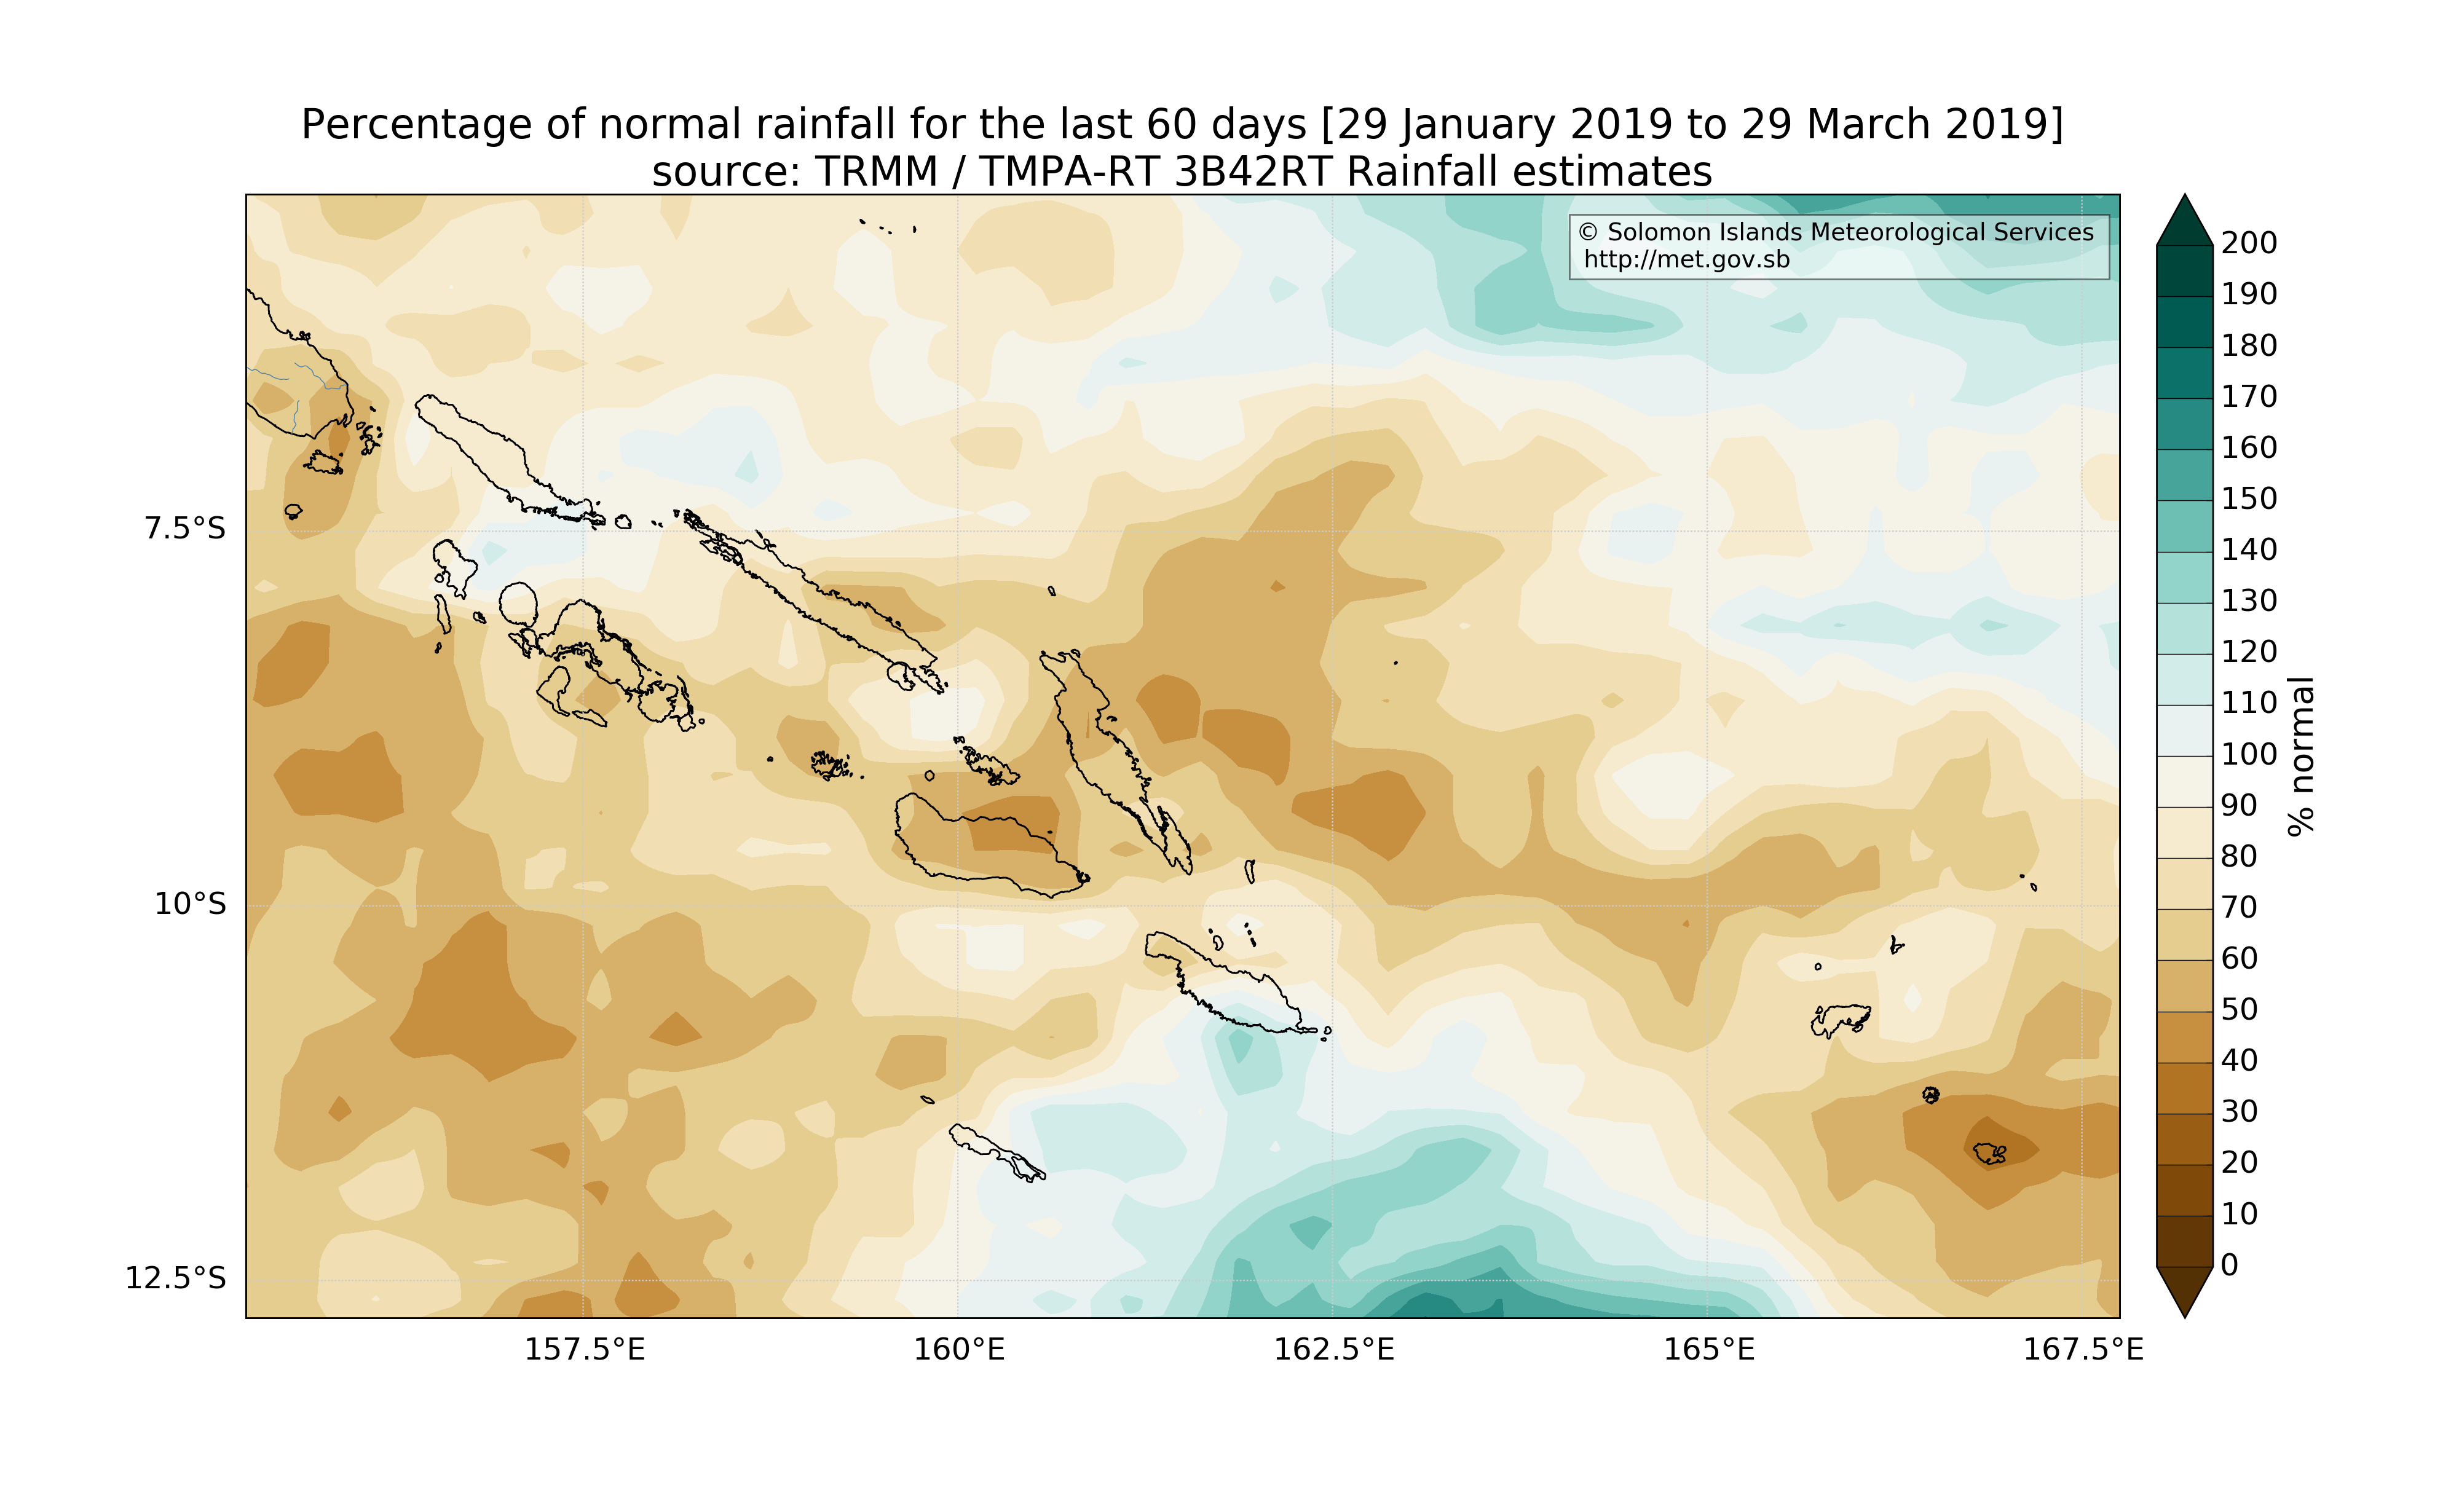 Percentage of normal rainfall for the last 60 days [29 January 2019 to 29 March 2019]
source: TRMM / TMPA-RT 3B42RT Rainfall estimates
© Solomon Islands Meteorological Services
http://met.gov.sb
7.5°S
10°S
12.5°S
157.5°E
160°E
162.5°E
165°E
167.5°E
200
190
180
170
160
150
140
130
120
110
100
90
80
70
60
50
40
30
20
10
0
% normal